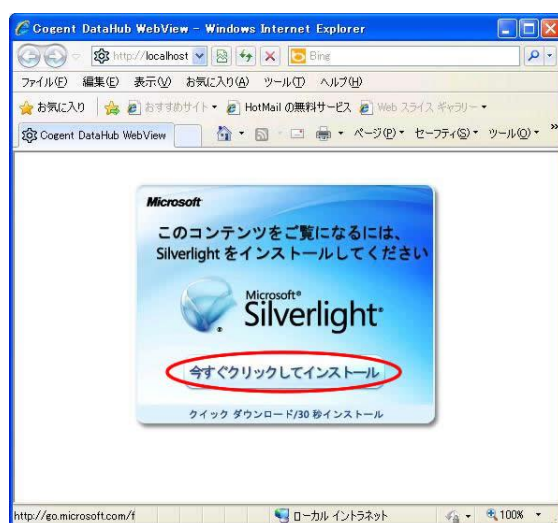 Cogent DataHub WebView - Windows Internet Explorer
http://localhost Bing
ファイル(F) 編集(E) 表示(V) お気に入り(A) ツール(T) ヘルプ(H)
お気に入り おすすめサイト HotMail の無料サービス Web スライス ギャラリー
Cogent DataHub WebView ページ(P) セーフティ(S) ツール(O) »
Microsoft
このコンテンツをご覧になるには、
Silverlight をインストールしてください
Microsoft®
Silverlight
今すぐクリックしてインストール
クイック ダウンロード/30 秒インストール
http://go.microsoft.com/f ローカル イントラネット 100%